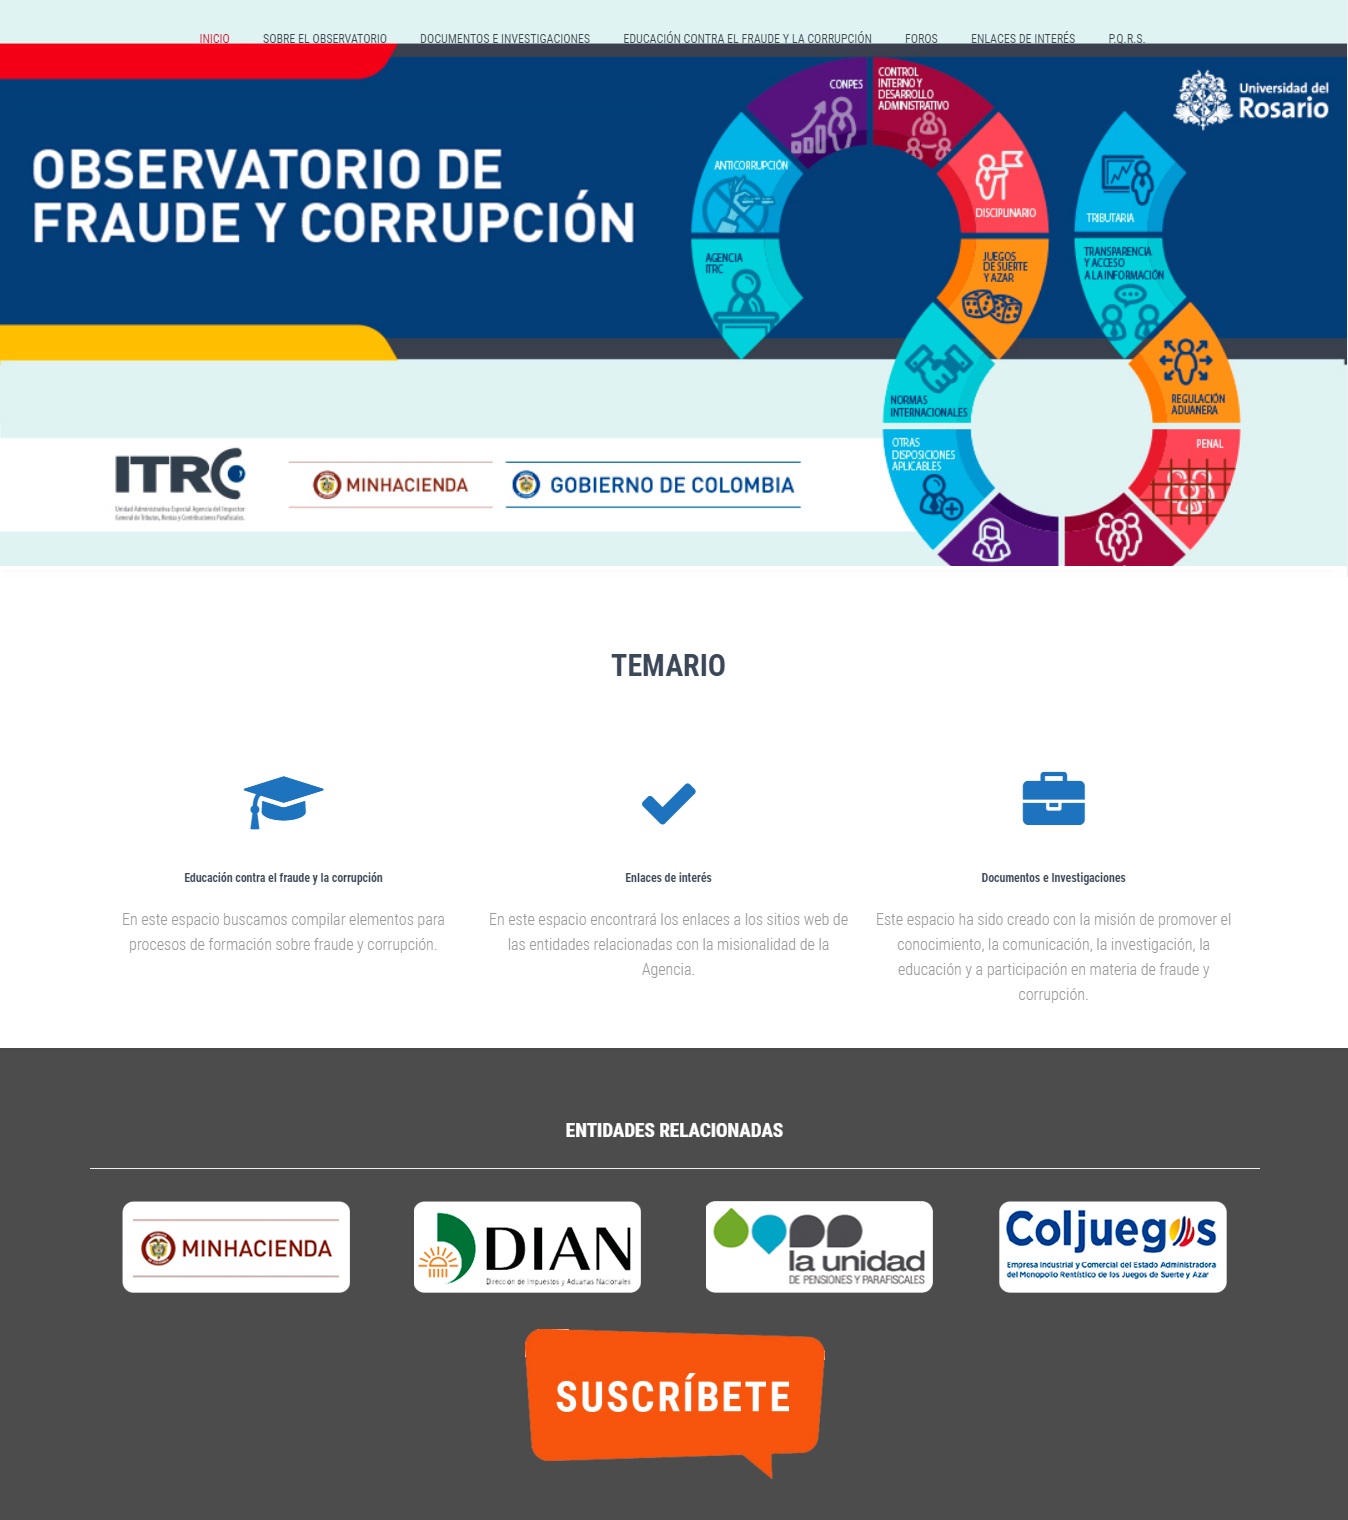 INICIO
SOBRE EL OBSERVATORIO
DOCUMENTOS E INVESTIGACIONES
EDUCACIÓN CONTRA EL FRAUDE Y LA CORRUPCIÓN
FOROS
ENLACES DE INTERÉS
P.Q.R.S.
OBSERVATORIO DE
FRAUDE Y CORRUPCIÓN
Universidad del
Rosario
CONPES
CONTROL
INTERNO Y
DESARROLLO
ADMINISTRATIVO
ANTICORRUPCIÓN
DISCIPLINARIO
TRIBUTARIA
AGENCIA
ITRC
JUEGOS
DE SUERTE
Y AZAR
TRANSPARENCIA
Y ACCESO
A LA INFORMACIÓN
NORMAS
INTERNACIONALES
REGULACIÓN
ADUANERA
OTRAS
DISPOSICIONES
APLICABLES
PENAL
ITRC
Unidad Administrativa Especial Agencia del Inspector
General de Tributos, Rentas y Contribuciones Parafiscales.
MINHACIENDA
GOBIERNO DE COLOMBIA
TEMARIO
Educación contra el fraude y la corrupción
En este espacio buscamos compilar elementos para
procesos de formación sobre fraude y corrupción.
Enlaces de interés
En este espacio encontrará los enlaces a los sitios web de
las entidades relacionadas con la misionalidad de la
Agencia.
Documentos e Investigaciones
Este espacio ha sido creado con la misión de promover el
conocimiento, la comunicación, la investigación, la
educación y a participación en materia de fraude y
corrupción.
ENTIDADES RELACIONADAS
MINHACIENDA
DIAN
Dirección de Impuestos y Aduanas Nacionales
la unidad
DE PENSIONES Y PARAFISCALES
Coljuegos
Empresa Industrial y Comercial del Estado Administradora
del Monopolio Rentístico de los Juegos de Suerte y Azar
SUSCRÍBETE